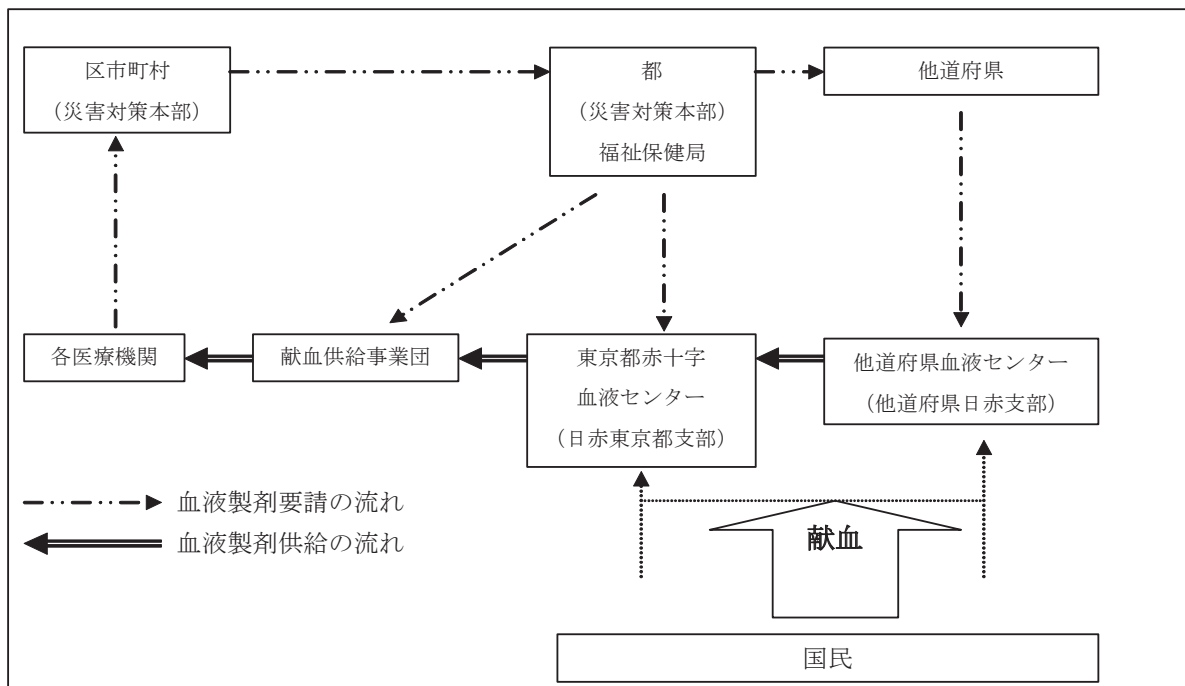 区市町村
（災害対策本部）
都
（災害対策本部）
福祉保健局
他道府県
各医療機関
献血供給事業団
東京都赤十字
血液センター
（日赤東京都支部）
他道府県血液センター
（他道府県日赤支部）
血液製剤要請の流れ
血液製剤供給の流れ
献血
国民